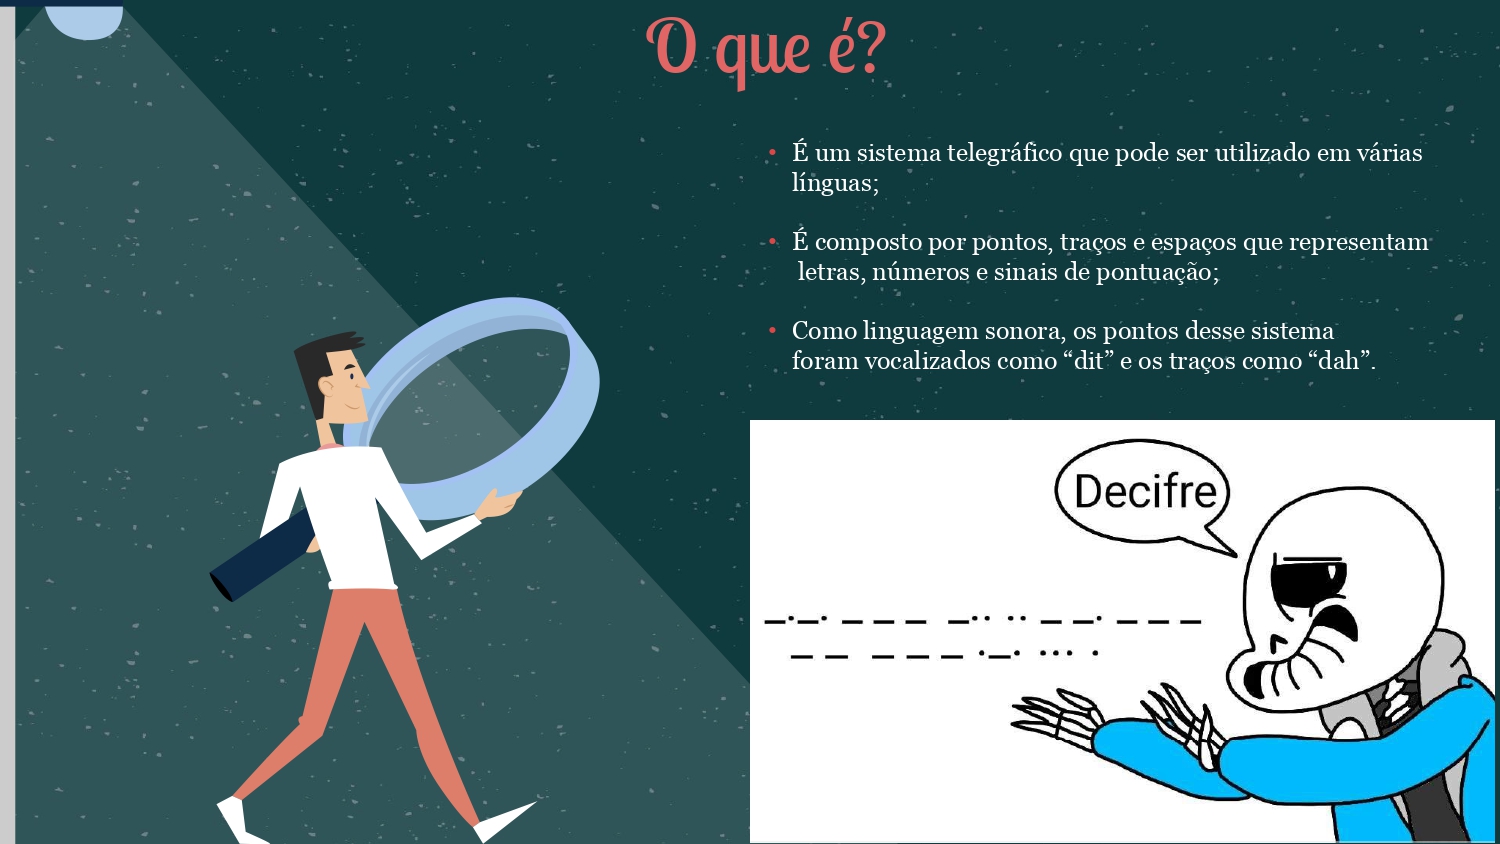 O que é?
• É um sistema telegráfico que pode ser utilizado em várias
línguas;
• É composto por pontos, traços e espaços que representam
letras, números e sinais de pontuação;
• Como linguagem sonora, os pontos desse sistema
foram vocalizados como “dit” e os traços como “dah”.
Decifre
_._. _ _ _ _.. .. _ _. _ _ _
_ _ _ _ _ ._. ... .